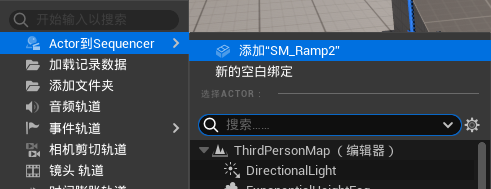 开始输入以搜索
Actor到Sequencer
加载记录数据
添加文件夹
音频轨道
事件轨道
相机剪切轨道
镜头 轨道
添加“SM_Ramp2”
新的空白绑定
选择ACTOR：
搜索……
ThirdPersonMap （编辑器）
DirectionalLight
ExponentialHeightFog